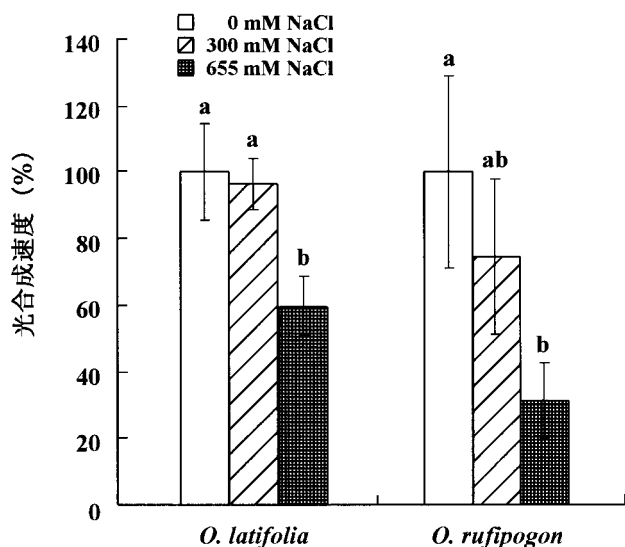 0 mM NaCl
300 mM NaCl
655 mM NaCl
光合成速度 (%)
140
120
100
80
60
40
20
0
a
a
b
a
ab
b
O. latifolia
O. rufipogon